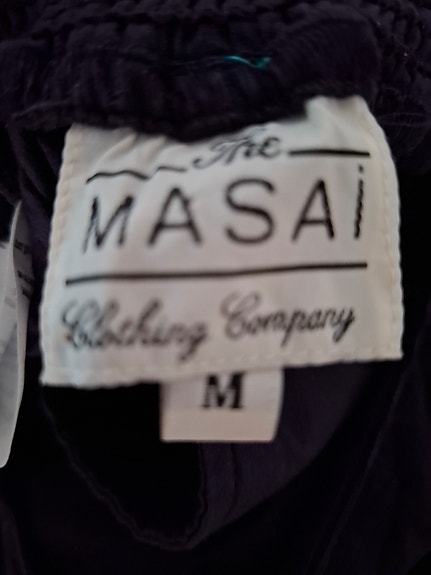 The
MASAI
Clothing Company
M